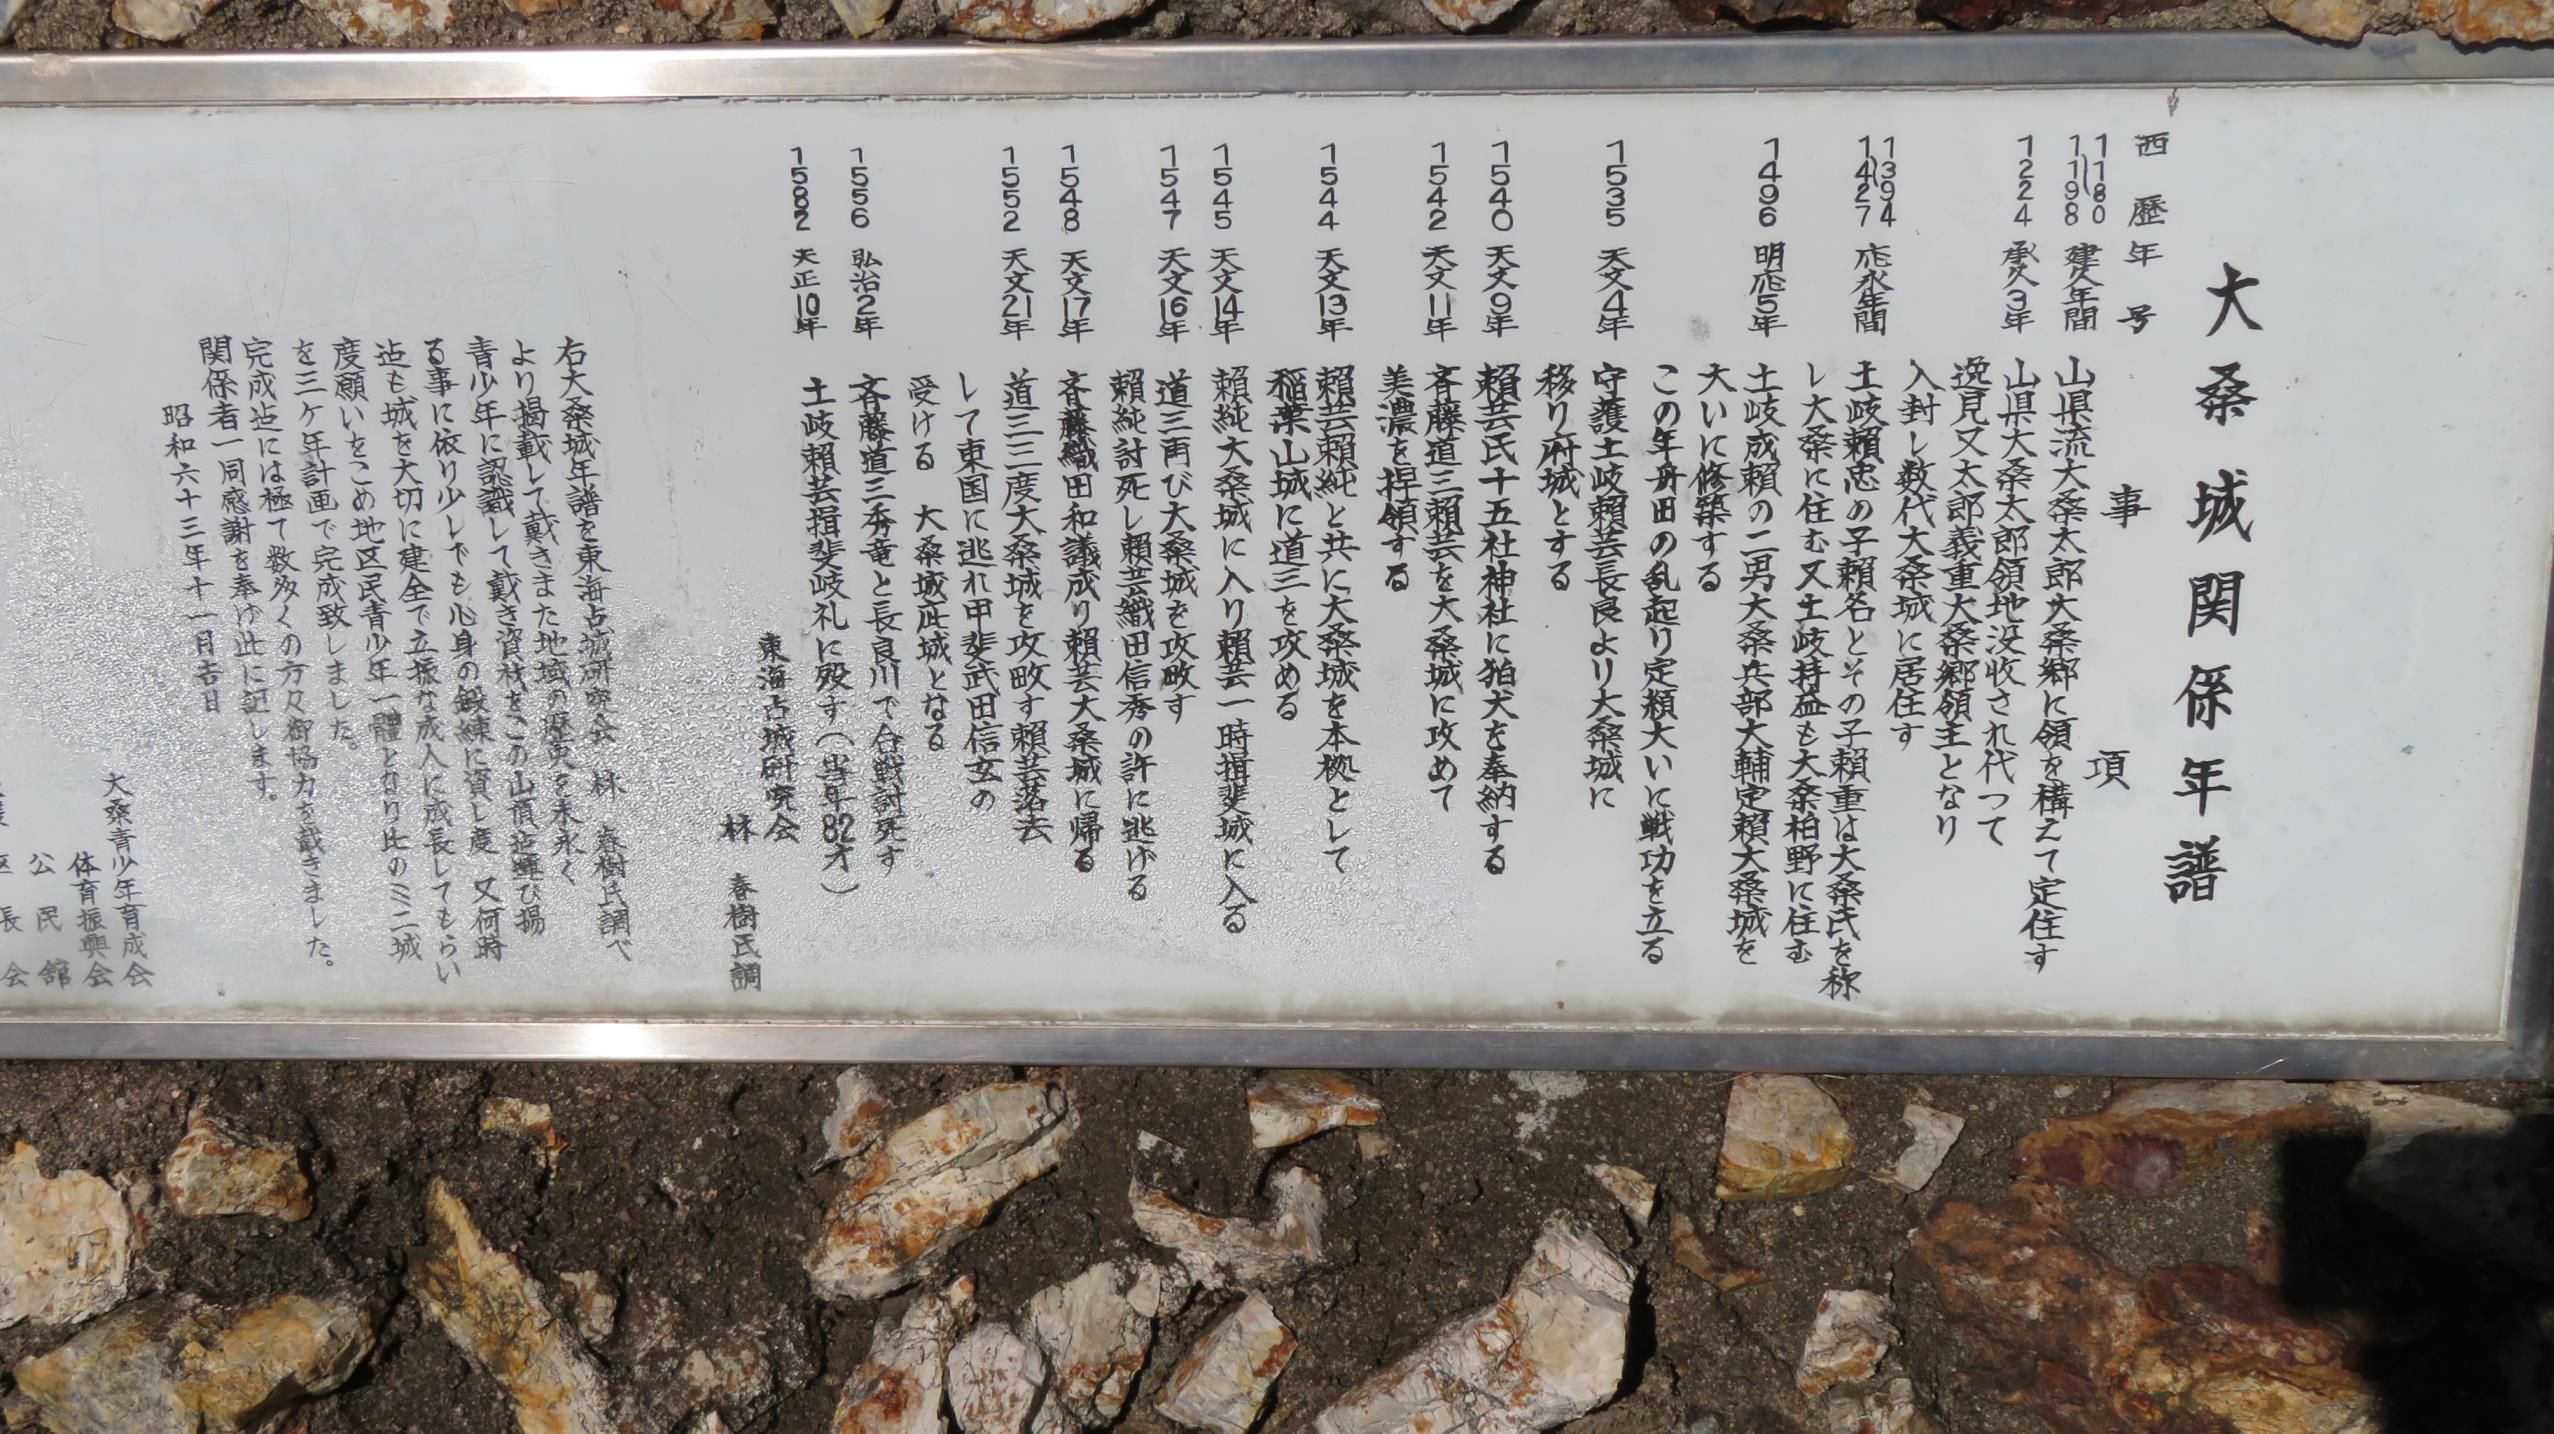 大桑城関係年譜
西歴年号　事項
1180〜1198 建久年間 山県流大桑太郎大桑郷に領を構えて定住す
1224 承久3年 山県大桑太郎領地没收され代つて
逸見又太郎義重大桑郷領主となり
入封し数代大桑城に居住す
1394〜1427 応永年間 土岐頼忠の子頼名とその子頼重は大桑氏を称
し大桑に住む又土岐持益も大桑柏野に住む
1496 明応5年 土岐成頼の二男大桑兵部大輔定頼大桑城を
大いに修築する
この年舟田の乱起り定頼大いに戦功を立る
1535 天文4年 守護土岐頼芸長良より大桑城に
移り府城とする
1540 天文9年 頼芸氏十五社神社に狛犬を奉納する
1542 天文11年 斉藤道三頼芸を大桑城に攻めて
美濃を捍領する
1544 天文13年 頼芸頼純と共に大桑城を本拠として
稲葉山城に道三を攻める
1545 天文14年 頼純大桑城に入り頼芸一時揖斐城に入る
1547 天文16年 道三再び大桑城を攻略す
頼純討死し頼芸織田信秀の許に逃げる
1548 天文17年 斉藤織田和議成り頼芸大桑城に帰る
1552 天文21年 道三三度大桑城を攻略す頼芸落去
して東国に逃れ甲斐武田信玄の
受ける　大桑城庇城となる
1556 弘治2年 斉藤道三秀竜と長良川で合戦討死す
1582 天正10年 土岐頼芸揖斐岐礼に歿す（当年82才）
東海古城研究会
林　春樹氏調
右大桑城年譜を東海古城研究会　林　春樹氏調べ
より掲載して戴きまた地域の歴史を末永く
青少年に認識して戴き資材をこの山頂迠運び揚
る事に依り少しでも心身の鍛練に資し度　又何時
迠も城を大切に建全で立振な成人に成長してもらい
度願いをこめ地区民青少年一體となり比のミニ城
を三ヶ年計画で完成致しました。
完成迠には極て数多くの方々御協力を戴きました。
関係者一同感謝を奉け此に記します。
昭和六十三年十一月吉日
大桑青少年育成会
体育振興会
公民館
区長会